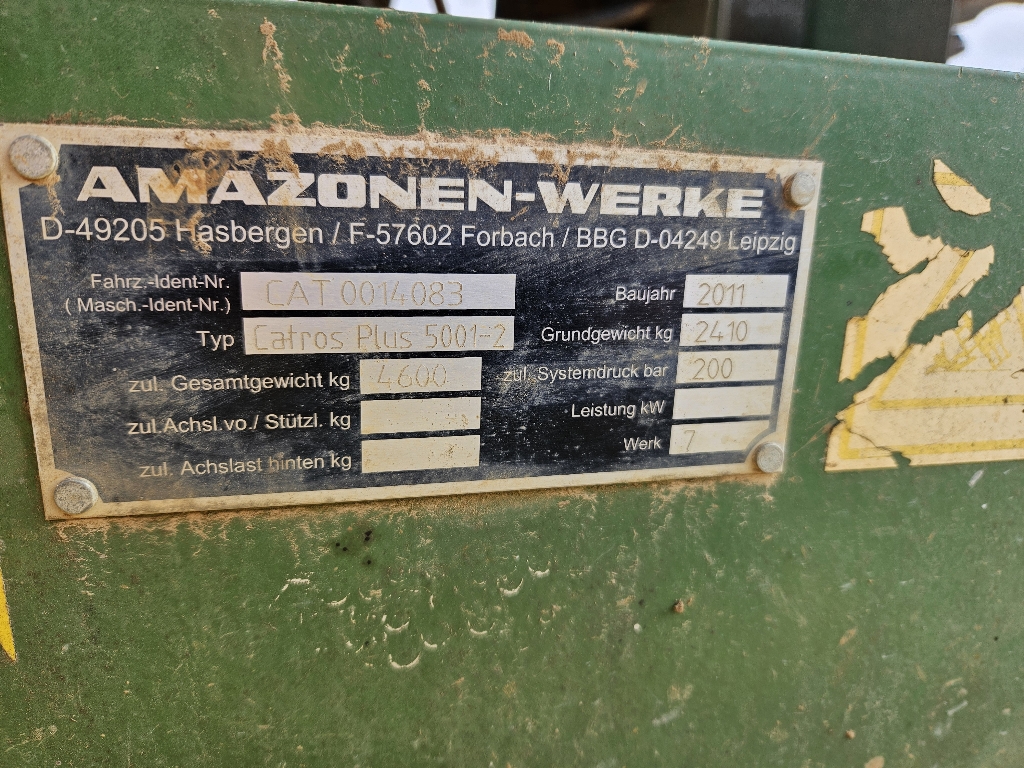 AMAZONEN-WERKE
D-49205 Hasbergen / F-57602 Forbach / BBG D-04249 Leipzig
Fahrz.-Ident-Nr.
( Masch.-Ident-Nr.) CAT 0014083 Baujahr 2011
Typ Catros Plus 5001-2 Grundgewicht kg 2410
zul. Gesamtgewicht kg 4600 zul. Systemdruck bar 200
zul.Achsl.vo./ Stützl. kg Leistung kW
zul. Achslast hinten kg Werk 7